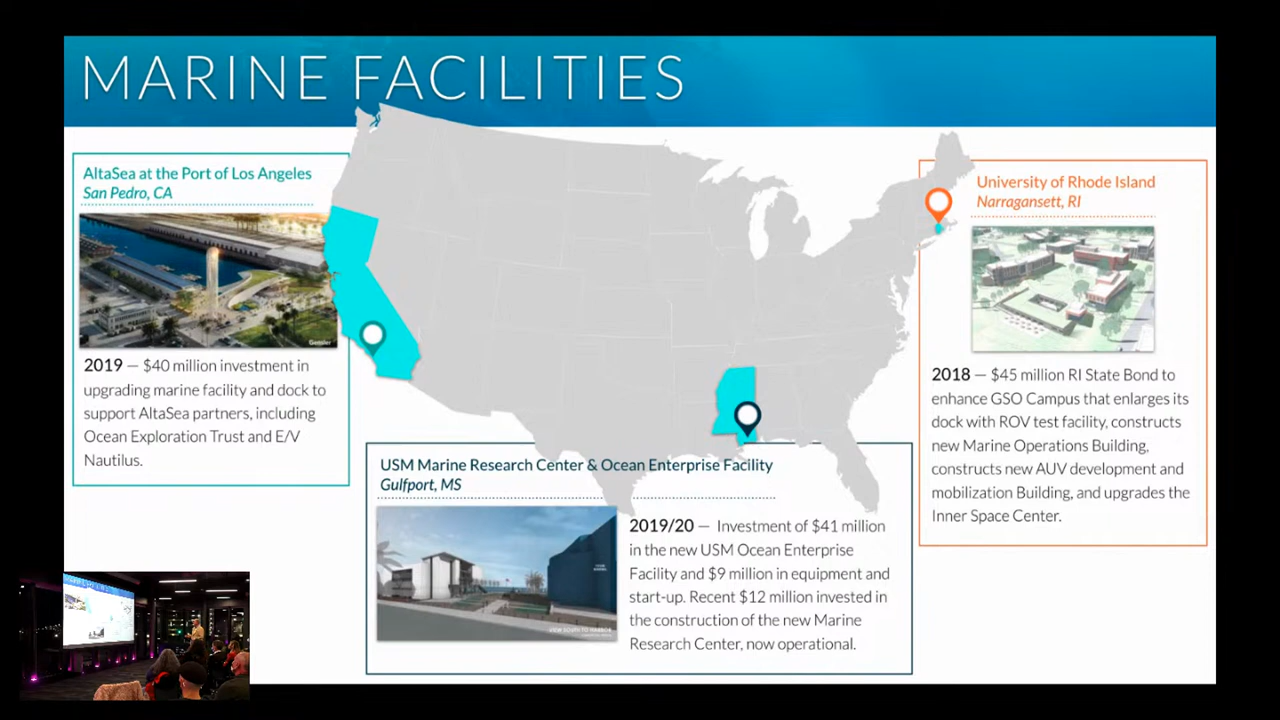 MARINE FACILITIES
AltaSea at the Port of Los Angeles
San Pedro, CA
Gensler
2019 — $40 million investment in
upgrading marine facility and dock to
support AltaSea partners, including
Ocean Exploration Trust and E/V
Nautilus.
USM Marine Research Center & Ocean Enterprise Facility
Gulfport, MS
VIEW SOUTH TO HARBOR
2019/20 — Investment of $41 million
in the new USM Ocean Enterprise
Facility and $9 million in equipment and
start-up. Recent $12 million invested in
the construction of the new Marine
Research Center, now operational.
University of Rhode Island
Narragansett, RI
2018 — $45 million RI State Bond to
enhance GSO Campus that enlarges its
dock with ROV test facility, constructs
new Marine Operations Building,
constructs new AUV development and
mobilization Building, and upgrades the
Inner Space Center.